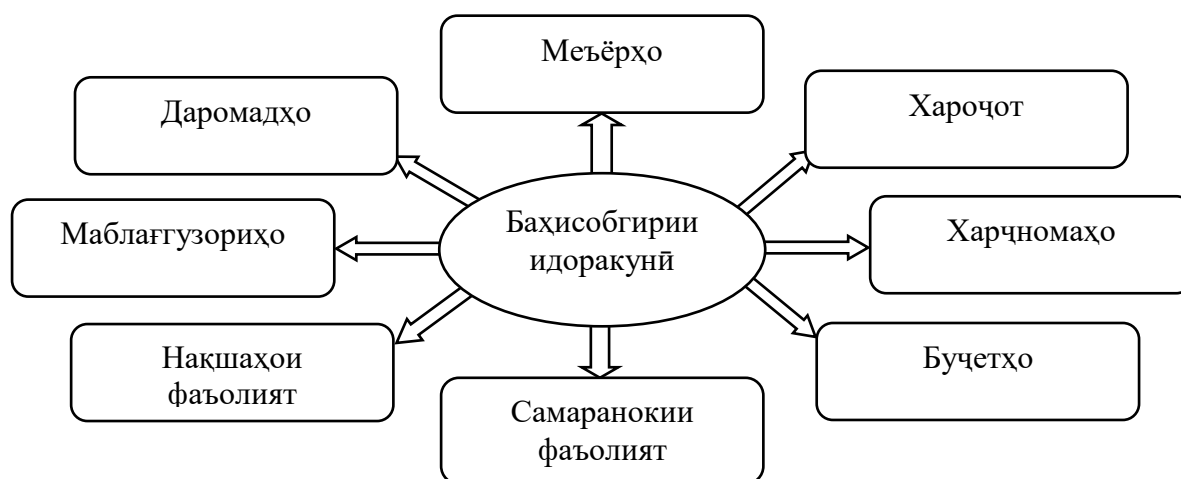 Меъёрҳо
Даромадҳо
Хароҷот
Маблағгузориҳо
Баҳисобгирии
идоракунӣ
Харҷномаҳо
Нақшаҳои
фаъолият
Буҷетҳо
Самаранокии
фаъолият